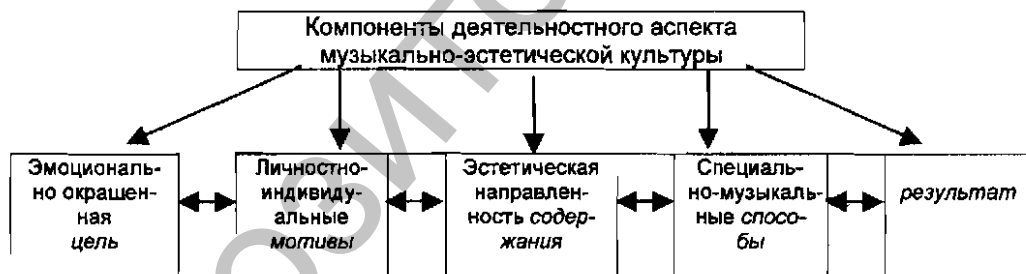 Компоненты деятельностного аспекта
музыкально-эстетической культуры
Эмоциональ-
но окрашен-
ная
цель
Личностно-
индивиду-
альные
мотивы
Эстетическая
направлен-
ность содер-
жания
Специаль-
но-музыкаль-
ные спосо-
бы
результат